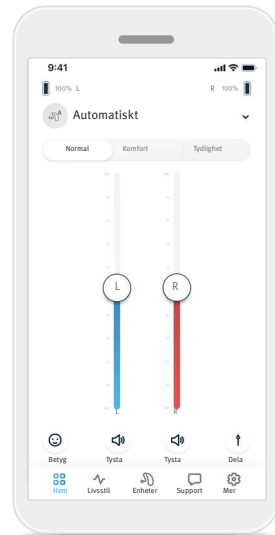 9:41
100% L
R 100%
Automatiskt
Normal Komfort Tydlighet
L R
L R
Betyg Tysta Tysta Dela
Hem Livsstil Enheter Support Mer